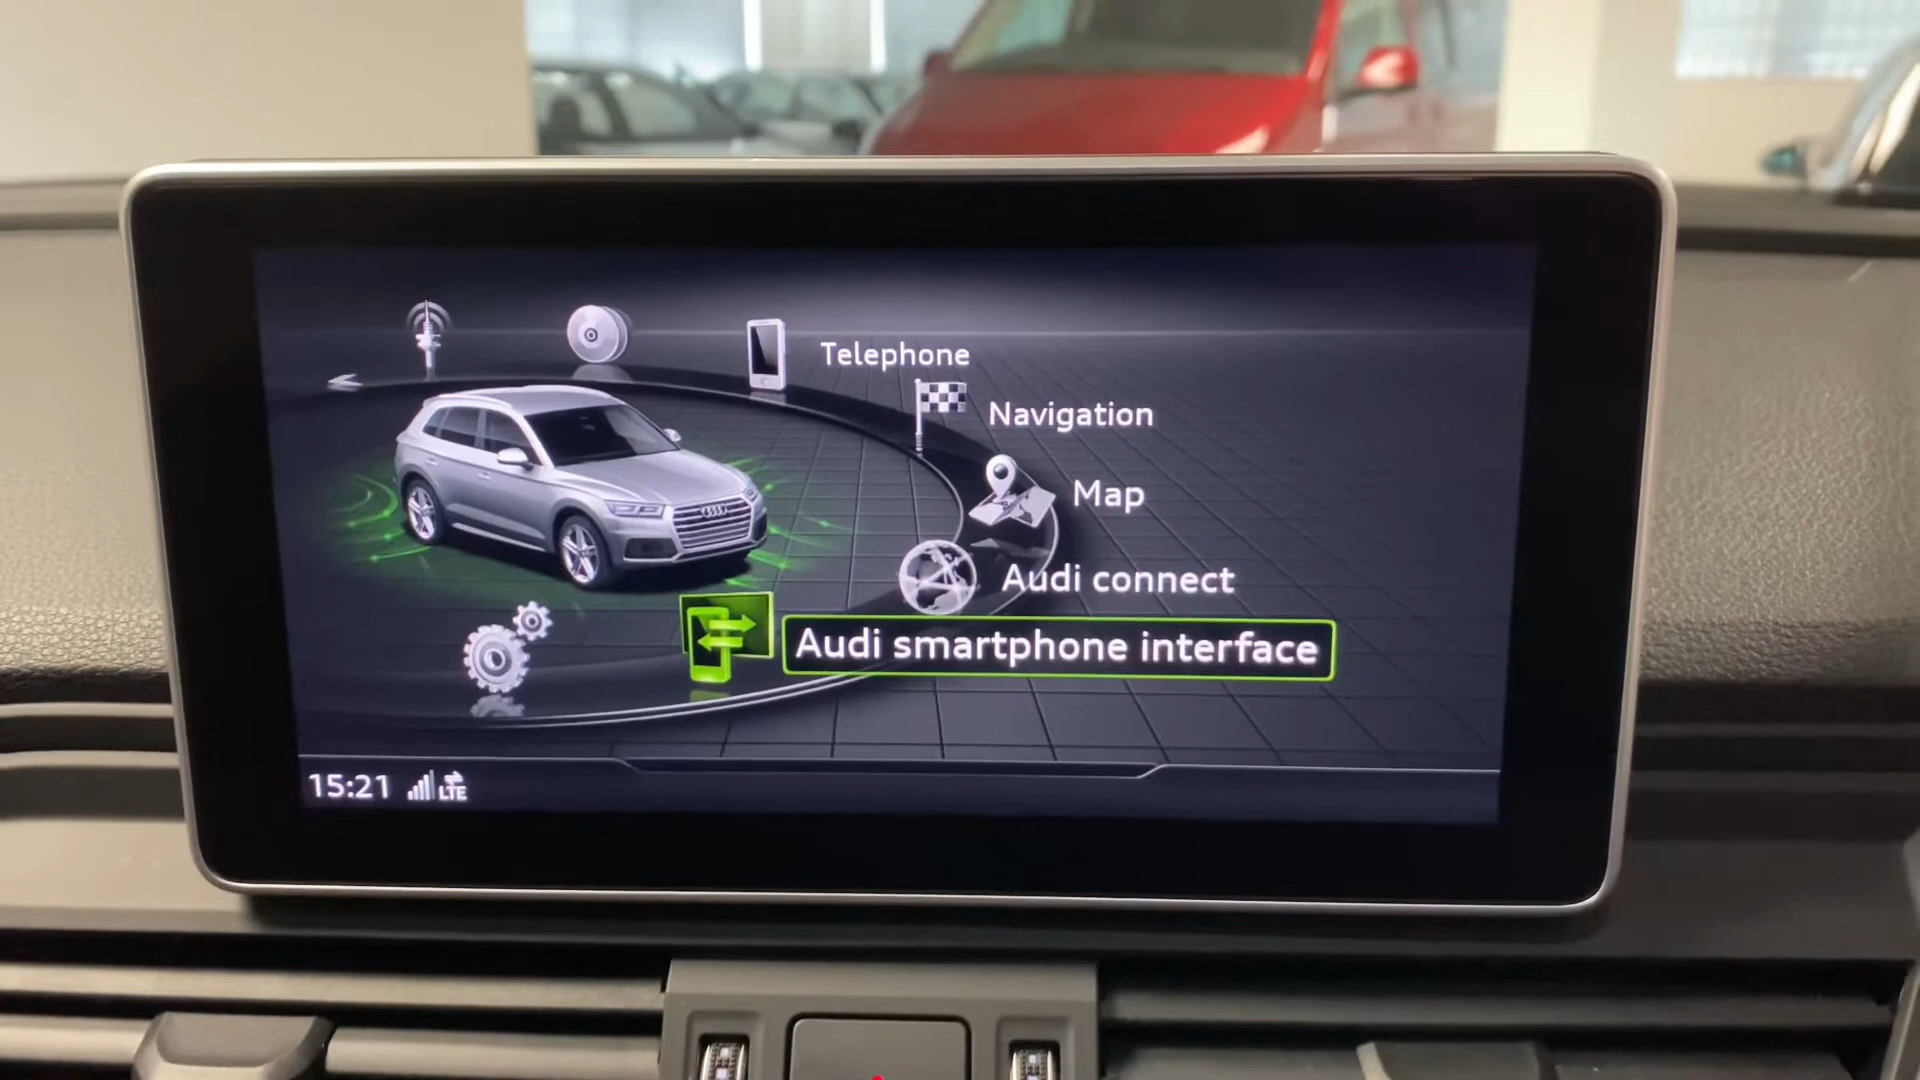 Telephone
Navigation
Map
Audi connect
Audi smartphone interface
15:21 LTE